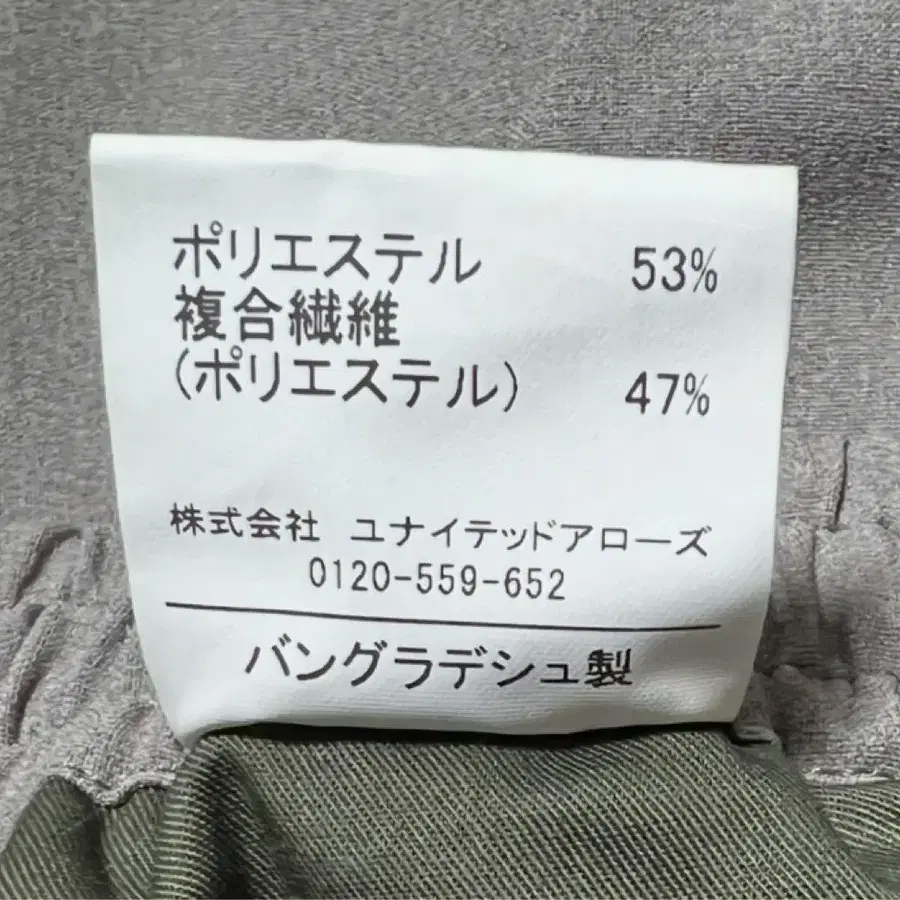 ポリエステル 53%
複合繊維
(ポリエステル) 47%
株式会社 ユナイテッドアローズ
0120-559-652
バングラデシュ製